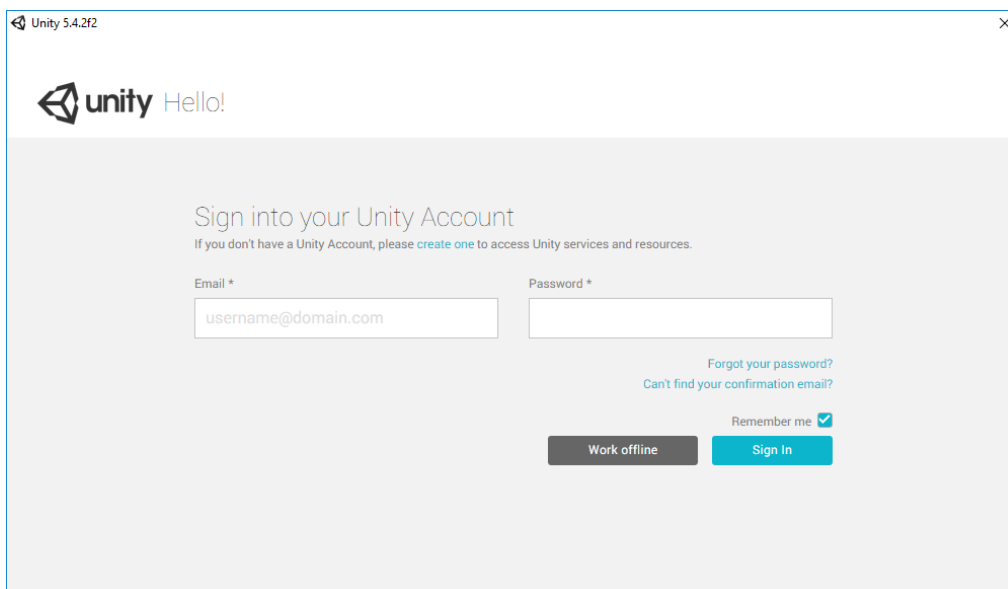 Unity 5.4.2f2
unity Hello!
Sign into your Unity Account
If you don't have a Unity Account, please create one to access Unity services and resources.
Email * Password *
username@domain.com
Forgot your password?
Can't find your confirmation email?
Remember me
Work offline Sign In